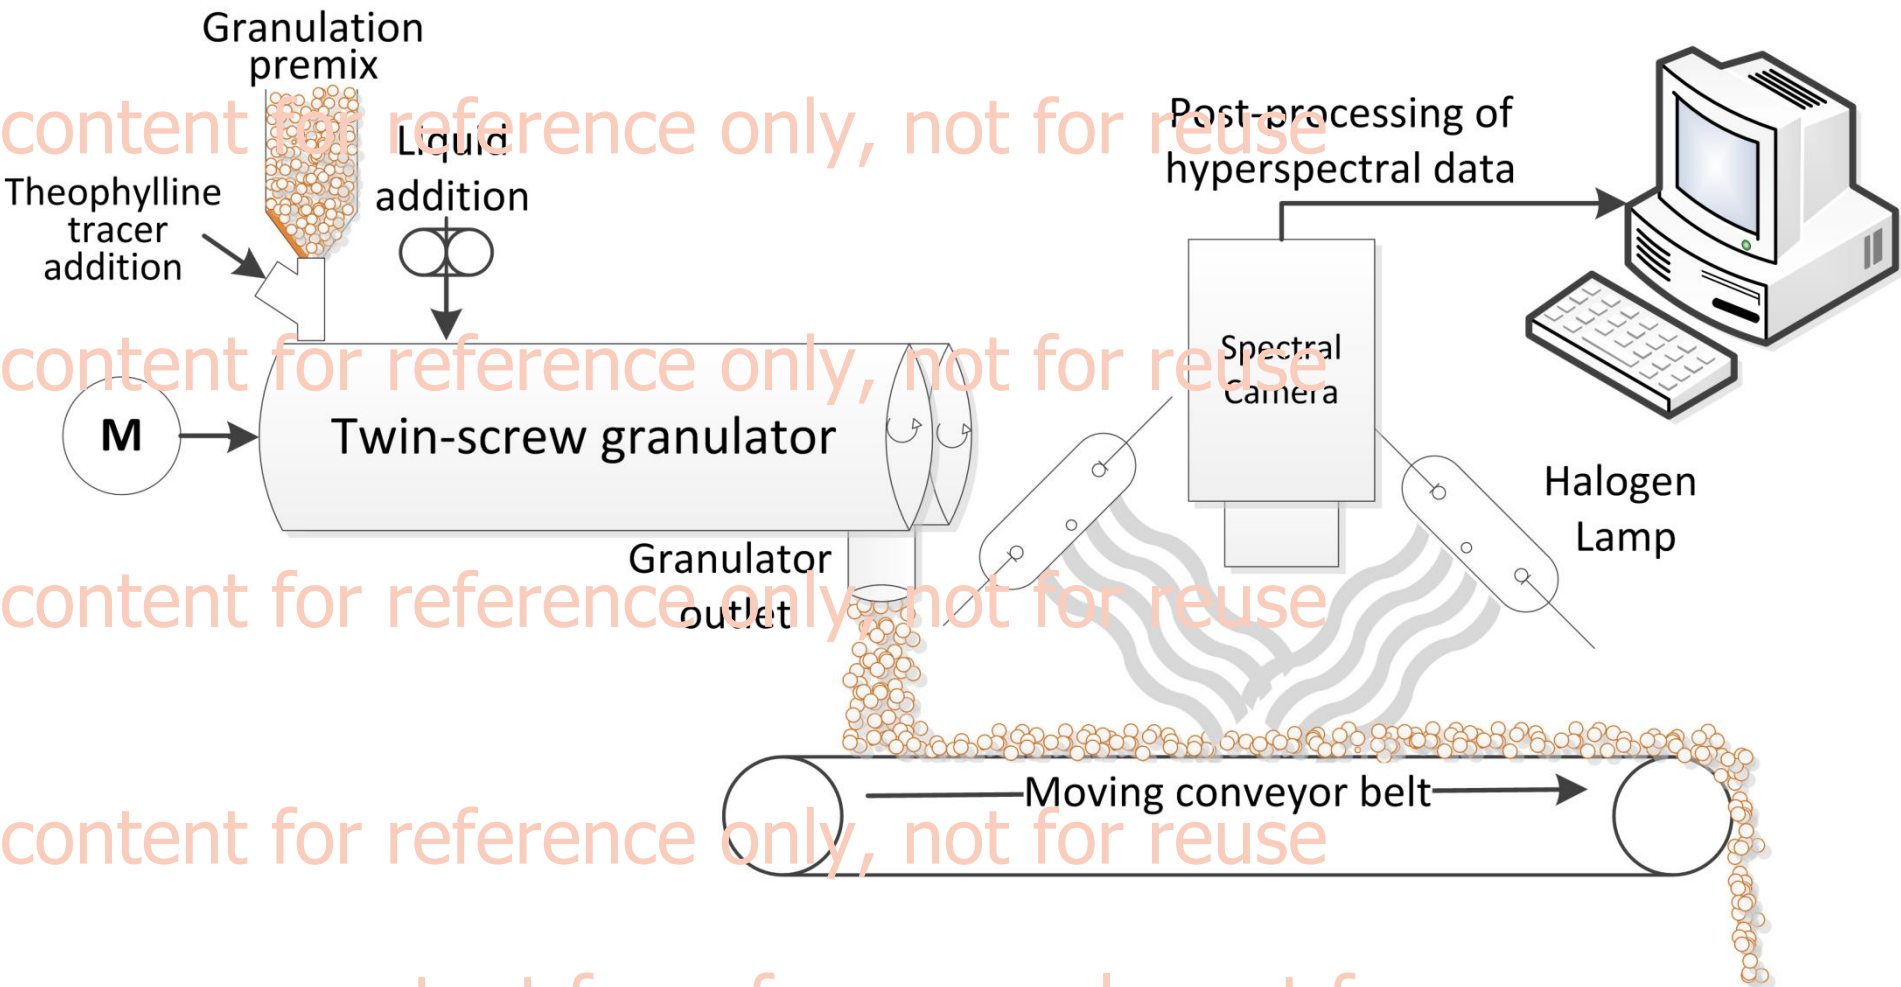 Granulation
premix
content for reference only, not for reuse
Liquid
addition
Theophylline
tracer
addition
Post-processing of
hyperspectral data
content for reference only, not for reuse
Spectral
Camera
M
Twin-screw granulator
Halogen
Lamp
Granulator
outlet
content for reference only, not for reuse
Moving conveyor belt
content for reference only, not for reuse